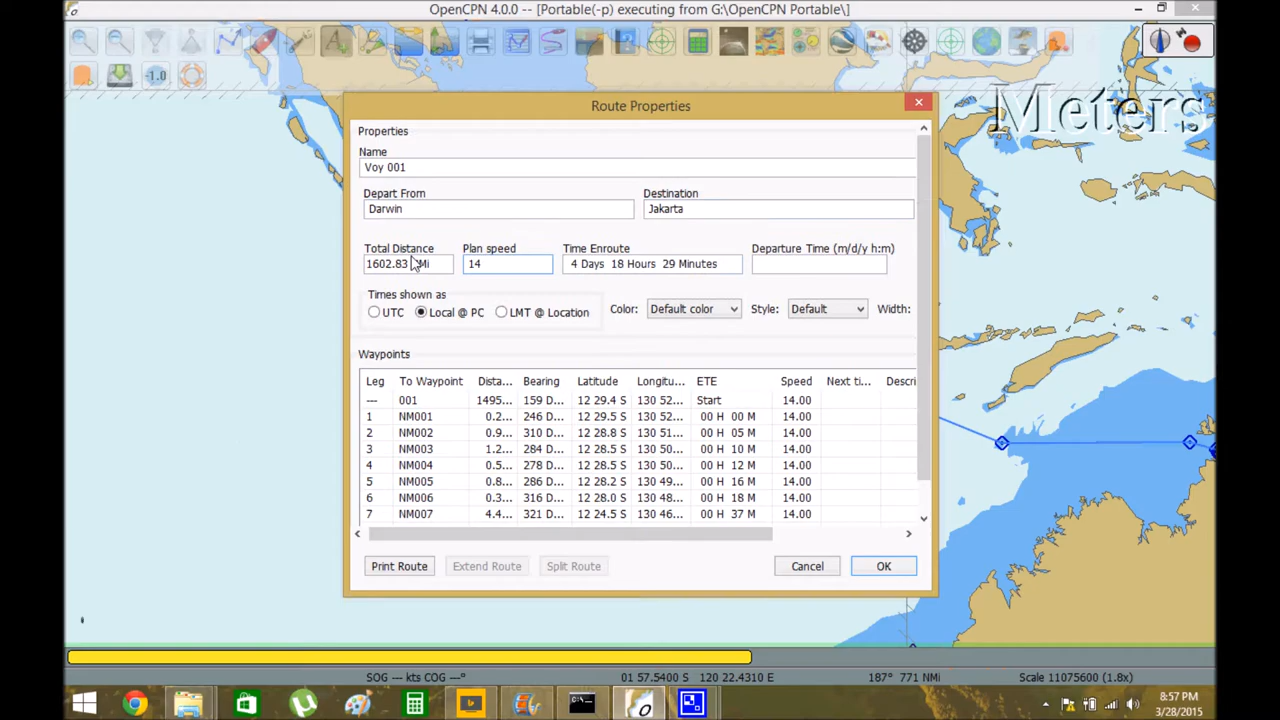 OpenCPN 4.0.0 -- [Portable(-p) executing from G:\OpenCPN Portable\]
-1.0
Meters
Route Properties
Properties
Name
Voy 001
Depart From
Destination
Darwin
Jakarta
Total Distance
Plan speed
Time Enroute
Departure Time (m/d/y h:m)
1602.83 Mi
14
4 Days 18 Hours 29 Minutes
Times shown as
UTC
Local @ PC
LMT @ Location
Color:
Default color
Style:
Default
Width:
Waypoints
Leg To Waypoint Dista... Bearing Latitude Longitu... ETE Speed Next ti... Descri
--- 001 1495... 159 D... 12 29.4 S 130 52... Start 14.00
1 NM001 0.2... 246 D... 12 29.5 S 130 52... 00 H 00 M 14.00
2 NM002 0.9... 310 D... 12 28.8 S 130 51... 00 H 05 M 14.00
3 NM003 1.2... 284 D... 12 28.5 S 130 50... 00 H 10 M 14.00
4 NM004 0.5... 278 D... 12 28.5 S 130 50... 00 H 12 M 14.00
5 NM005 0.8... 286 D... 12 28.2 S 130 49... 00 H 16 M 14.00
6 NM006 0.3... 316 D... 12 28.0 S 130 48... 00 H 18 M 14.00
7 NM007 4.4... 321 D... 12 24.5 S 130 46... 00 H 37 M 14.00
Print Route
Extend Route
Split Route
Cancel
OK
SOG --- kts COG ---°
01 57.5400 S 120 22.4310 E
187° 771 NMi
Scale 11075600 (1.8x)
8:57 PM
3/28/2015